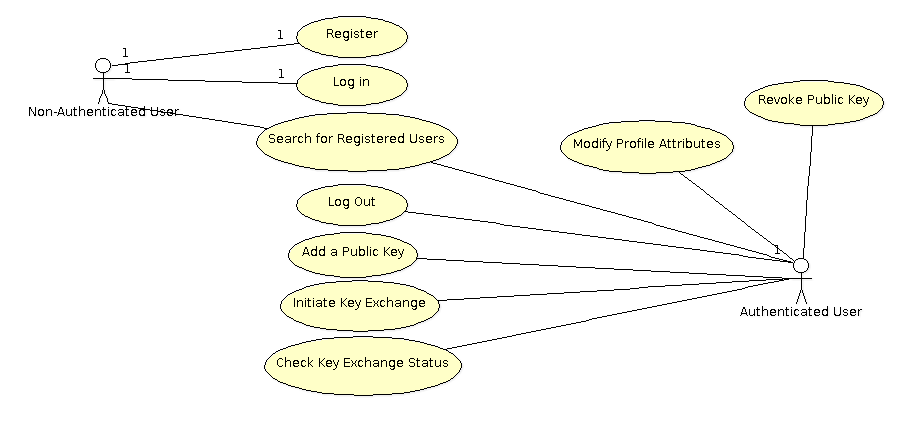 Register
1
1
1
1
Log in
Non-Authenticated User
Search for Registered Users
Revoke Public Key
Modify Profile Attributes
Log Out
Add a Public Key
1
Initiate Key Exchange
Authenticated User
Check Key Exchange Status